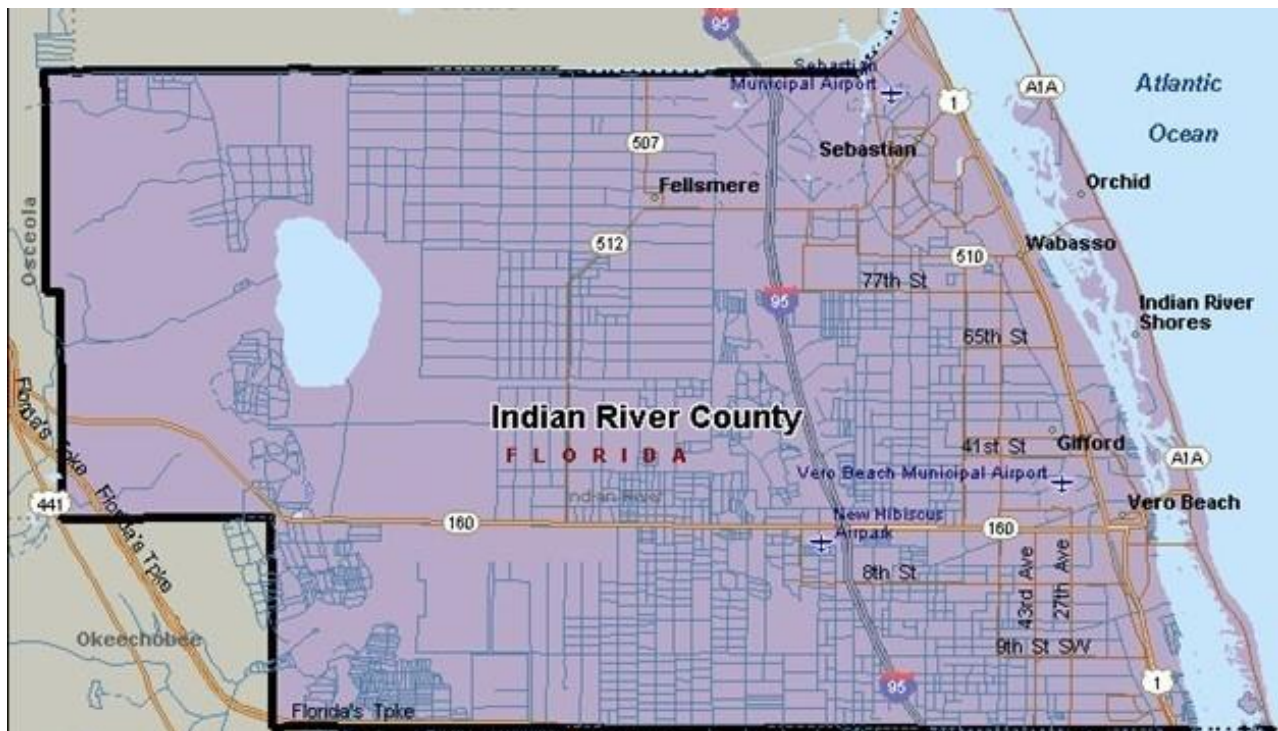 95
Sebastian
Municipal Airport
1
A1A
Atlantic
Ocean
507
Sebastian
Fellsmere
Orchid
Osceola
512
510
Wabasso
77th St
95
Indian River
Shores
65th St
Florida's Tpke
Indian River County
FLORIDA
41st St
Gifford
A1A
Vero Beach Municipal Airport
Indian River
441
Florida's Tpke
160
New Hibiscus
Airpark
160
Vero Beach
8th St
43rd Ave
27th Ave
Okeechobee
9th St SW
95
1
Florida's Tpke